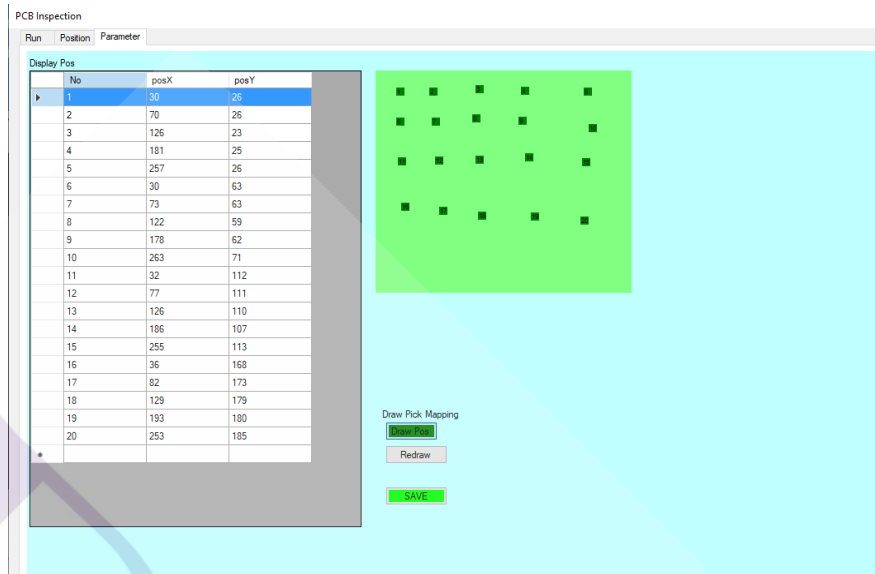 PCB Inspection
Run Position Parameter
Display Pos
No posX posY
1 30 26
2 70 26
3 126 23
4 181 25
5 257 26
6 30 63
7 73 63
8 122 59
9 178 62
10 263 71
11 32 112
12 77 111
13 126 110
14 186 107
15 255 113
16 36 168
17 82 173
18 129 179
19 193 180
20 253 185
Draw Pick Mapping
Draw Pos
Redraw
SAVE